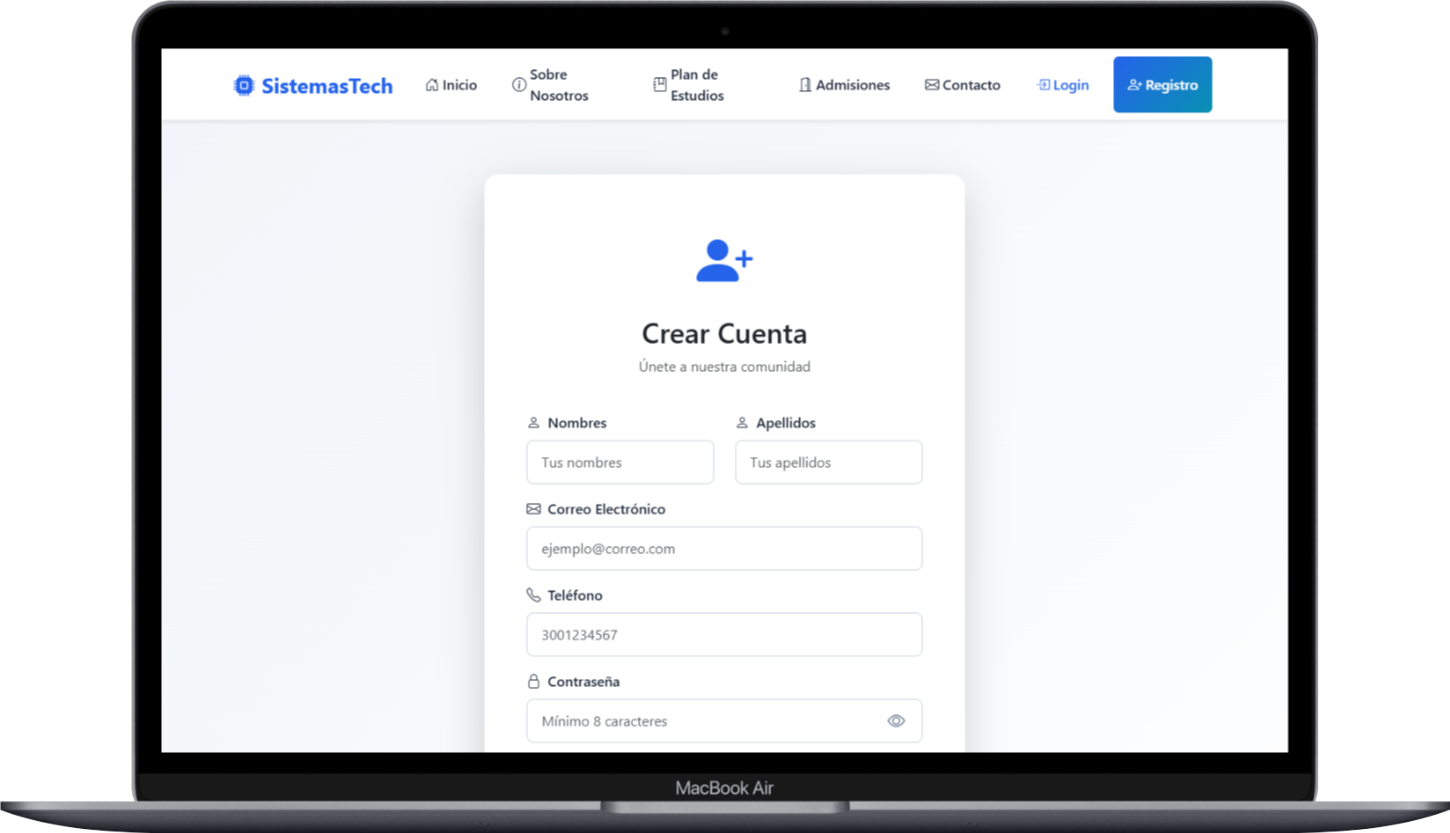 SistemasTech Inicio Sobre Nosotros Plan de Estudios Admisiones Contacto Login Registro
Crear Cuenta
Únete a nuestra comunidad
Nombres Apellidos
Tus nombres Tus apellidos
Correo Electrónico
ejemplo@correo.com
Teléfono
3001234567
Contraseña
Mínimo 8 caracteres
MacBook Air